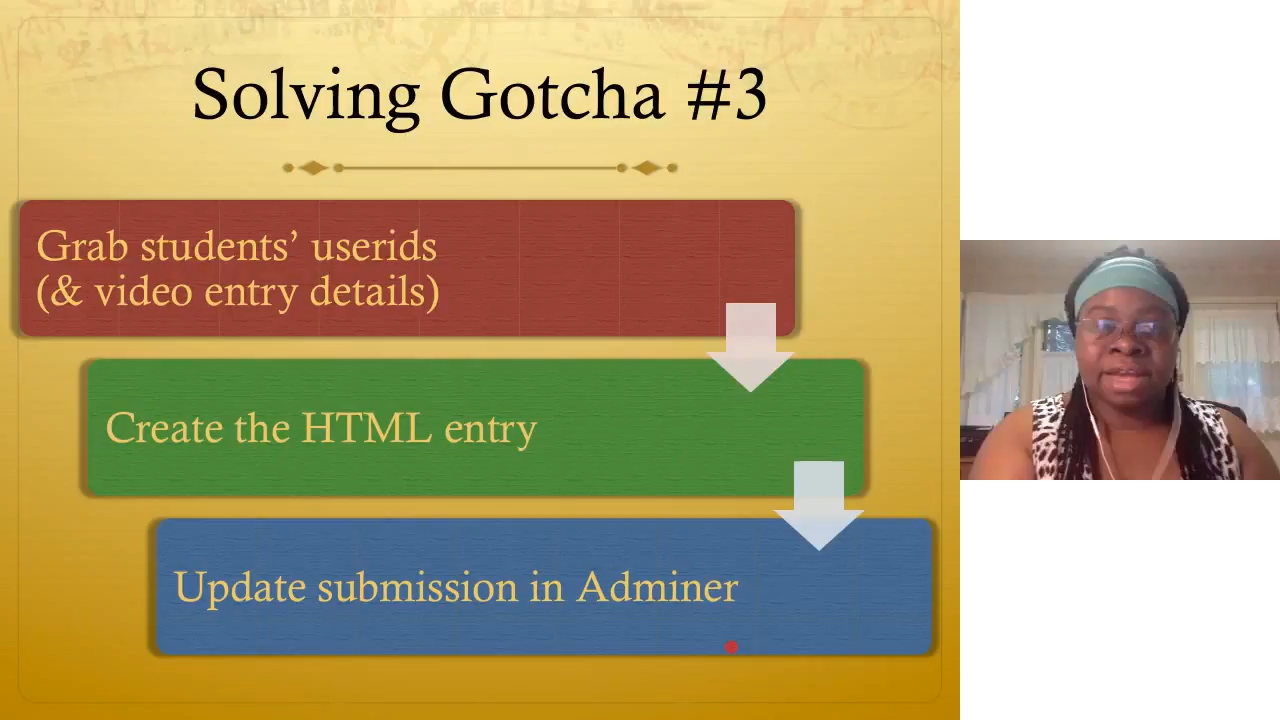 Solving Gotcha #3
Grab students’ userids
(& video entry details)
Create the HTML entry
Update submission in Adminer